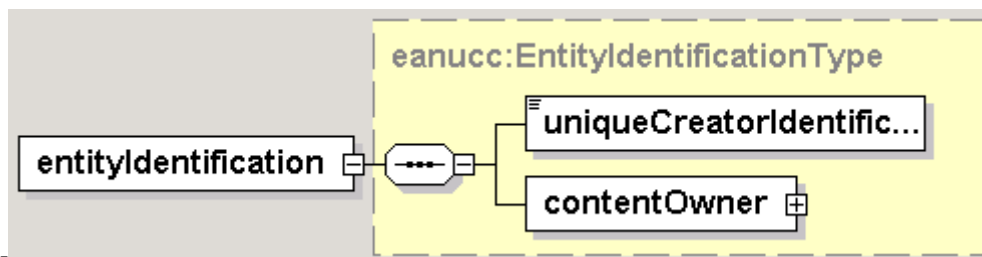 eanucc:EntityIdentificationType
uniqueCreatorIdentific...
entityIdentification
contentOwner